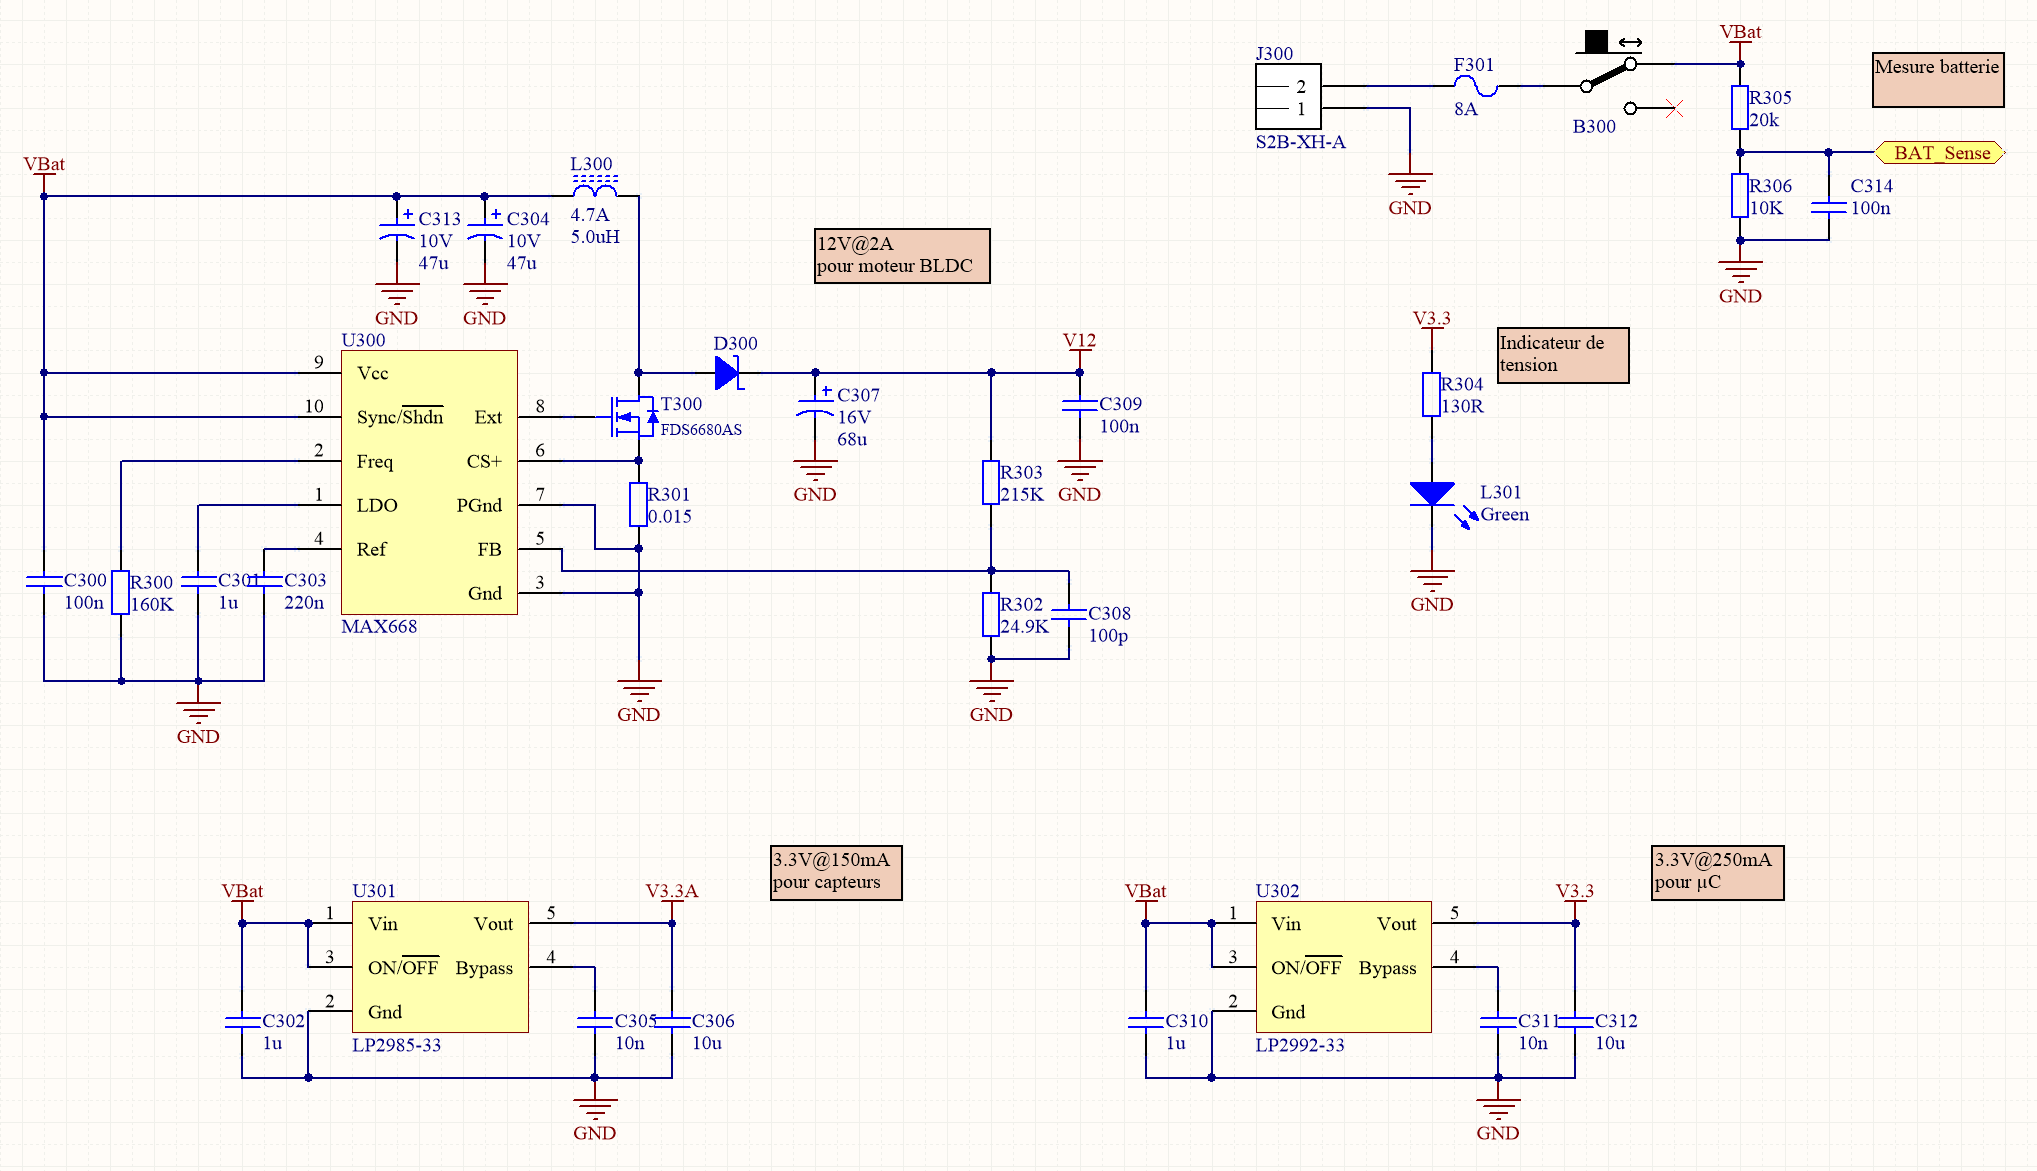 VBat
L300
4.7A
5.0uH
C313
10V
47u
C304
10V
47u
GND
GND
12V@2A
pour moteur BLDC
U300
9
Vcc
10
Sync/Shdn
2
Freq
1
LDO
4
Ref
Ext
8
CS+
6
PGnd
7
FB
5
Gnd
3
MAX668
C300
100n
R300
160K
C301
1u
C303
220n
GND
T300
FDS6680AS
R301
0.015
GND
D300
C307
16V
68u
GND
V12
C309
100n
GND
R303
215K
R302
24.9K
C308
100p
GND
J300
2
1
S2B-XH-A
GND
F301
8A
B300
VBat
R305
20k
R306
10K
C314
100n
BAT_Sense
GND
Mesure batterie
V3.3
R304
130R
L301
Green
GND
Indicateur de
tension
3.3V@150mA
pour capteurs
VBat
U301
1
Vin
3
ON/OFF
2
Gnd
Vout
5
Bypass
4
LP2985-33
V3.3A
C302
1u
C305
10n
C306
10u
GND
3.3V@250mA
pour µC
VBat
U302
1
Vin
3
ON/OFF
2
Gnd
Vout
5
Bypass
4
LP2992-33
V3.3
C310
1u
C311
10n
C312
10u
GND